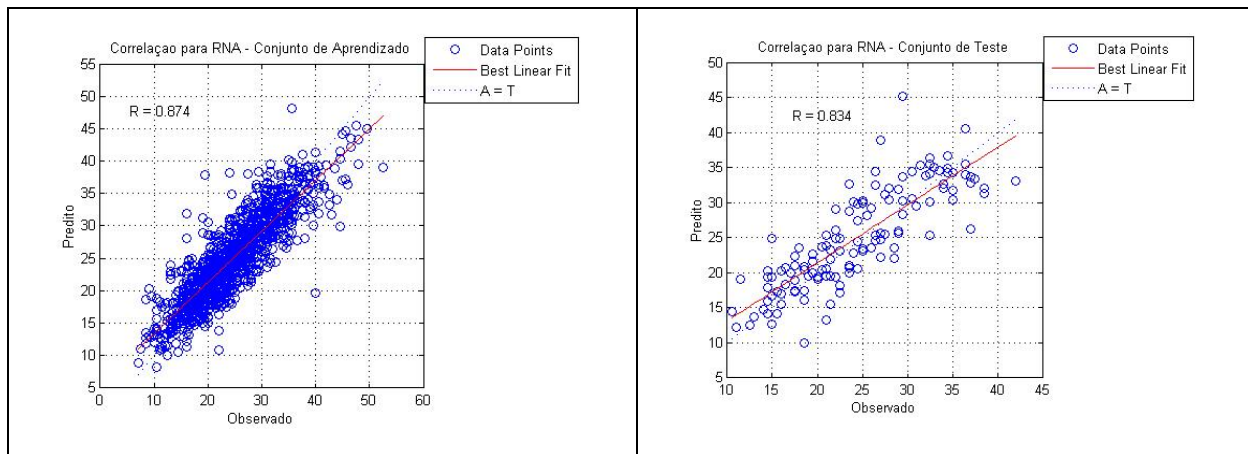 Correlaçao para RNA - Conjunto de Aprendizado
Data Points
Best Linear Fit
A = T
R = 0.874
55
50
45
40
35
30
25
20
15
10
5
Predito
0
10
20
30
40
50
60
Observado
Correlaçao para RNA - Conjunto de Teste
Data Points
Best Linear Fit
A = T
R = 0.834
50
45
40
35
30
25
20
15
10
5
Predito
10
15
20
25
30
35
40
45
Observado